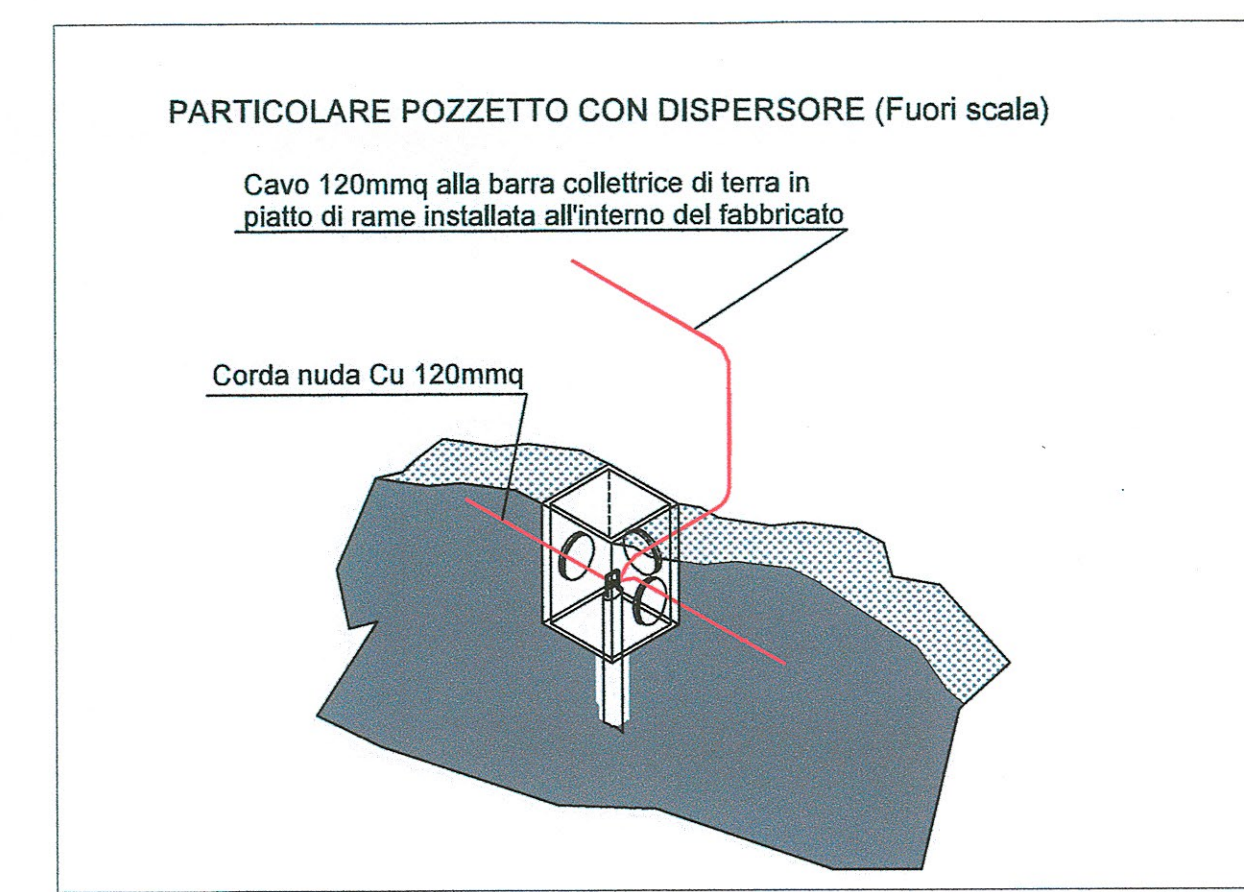 PARTICOLARE POZZETTO CON DISPERSORE (Fuori scala)
Cavo 120mmq alla barra collettrice di terra in
piatto di rame installata all'interno del fabbricato
Corda nuda Cu 120mmq